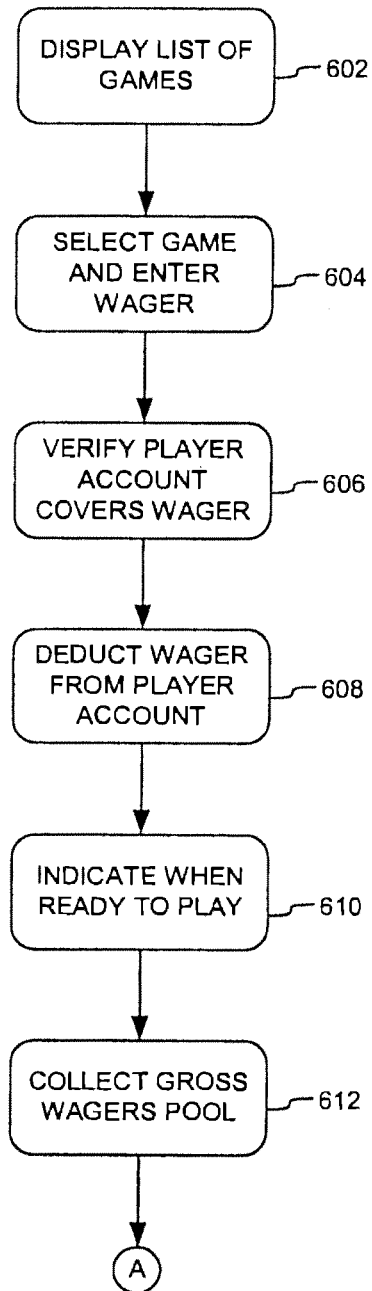 DISPLAY LIST OF
GAMES
602
SELECT GAME
AND ENTER
WAGER
604
VERIFY PLAYER
ACCOUNT
COVERS WAGER
606
DEDUCT WAGER
FROM PLAYER
ACCOUNT
608
INDICATE WHEN
READY TO PLAY
610
COLLECT GROSS
WAGERS POOL
612
A